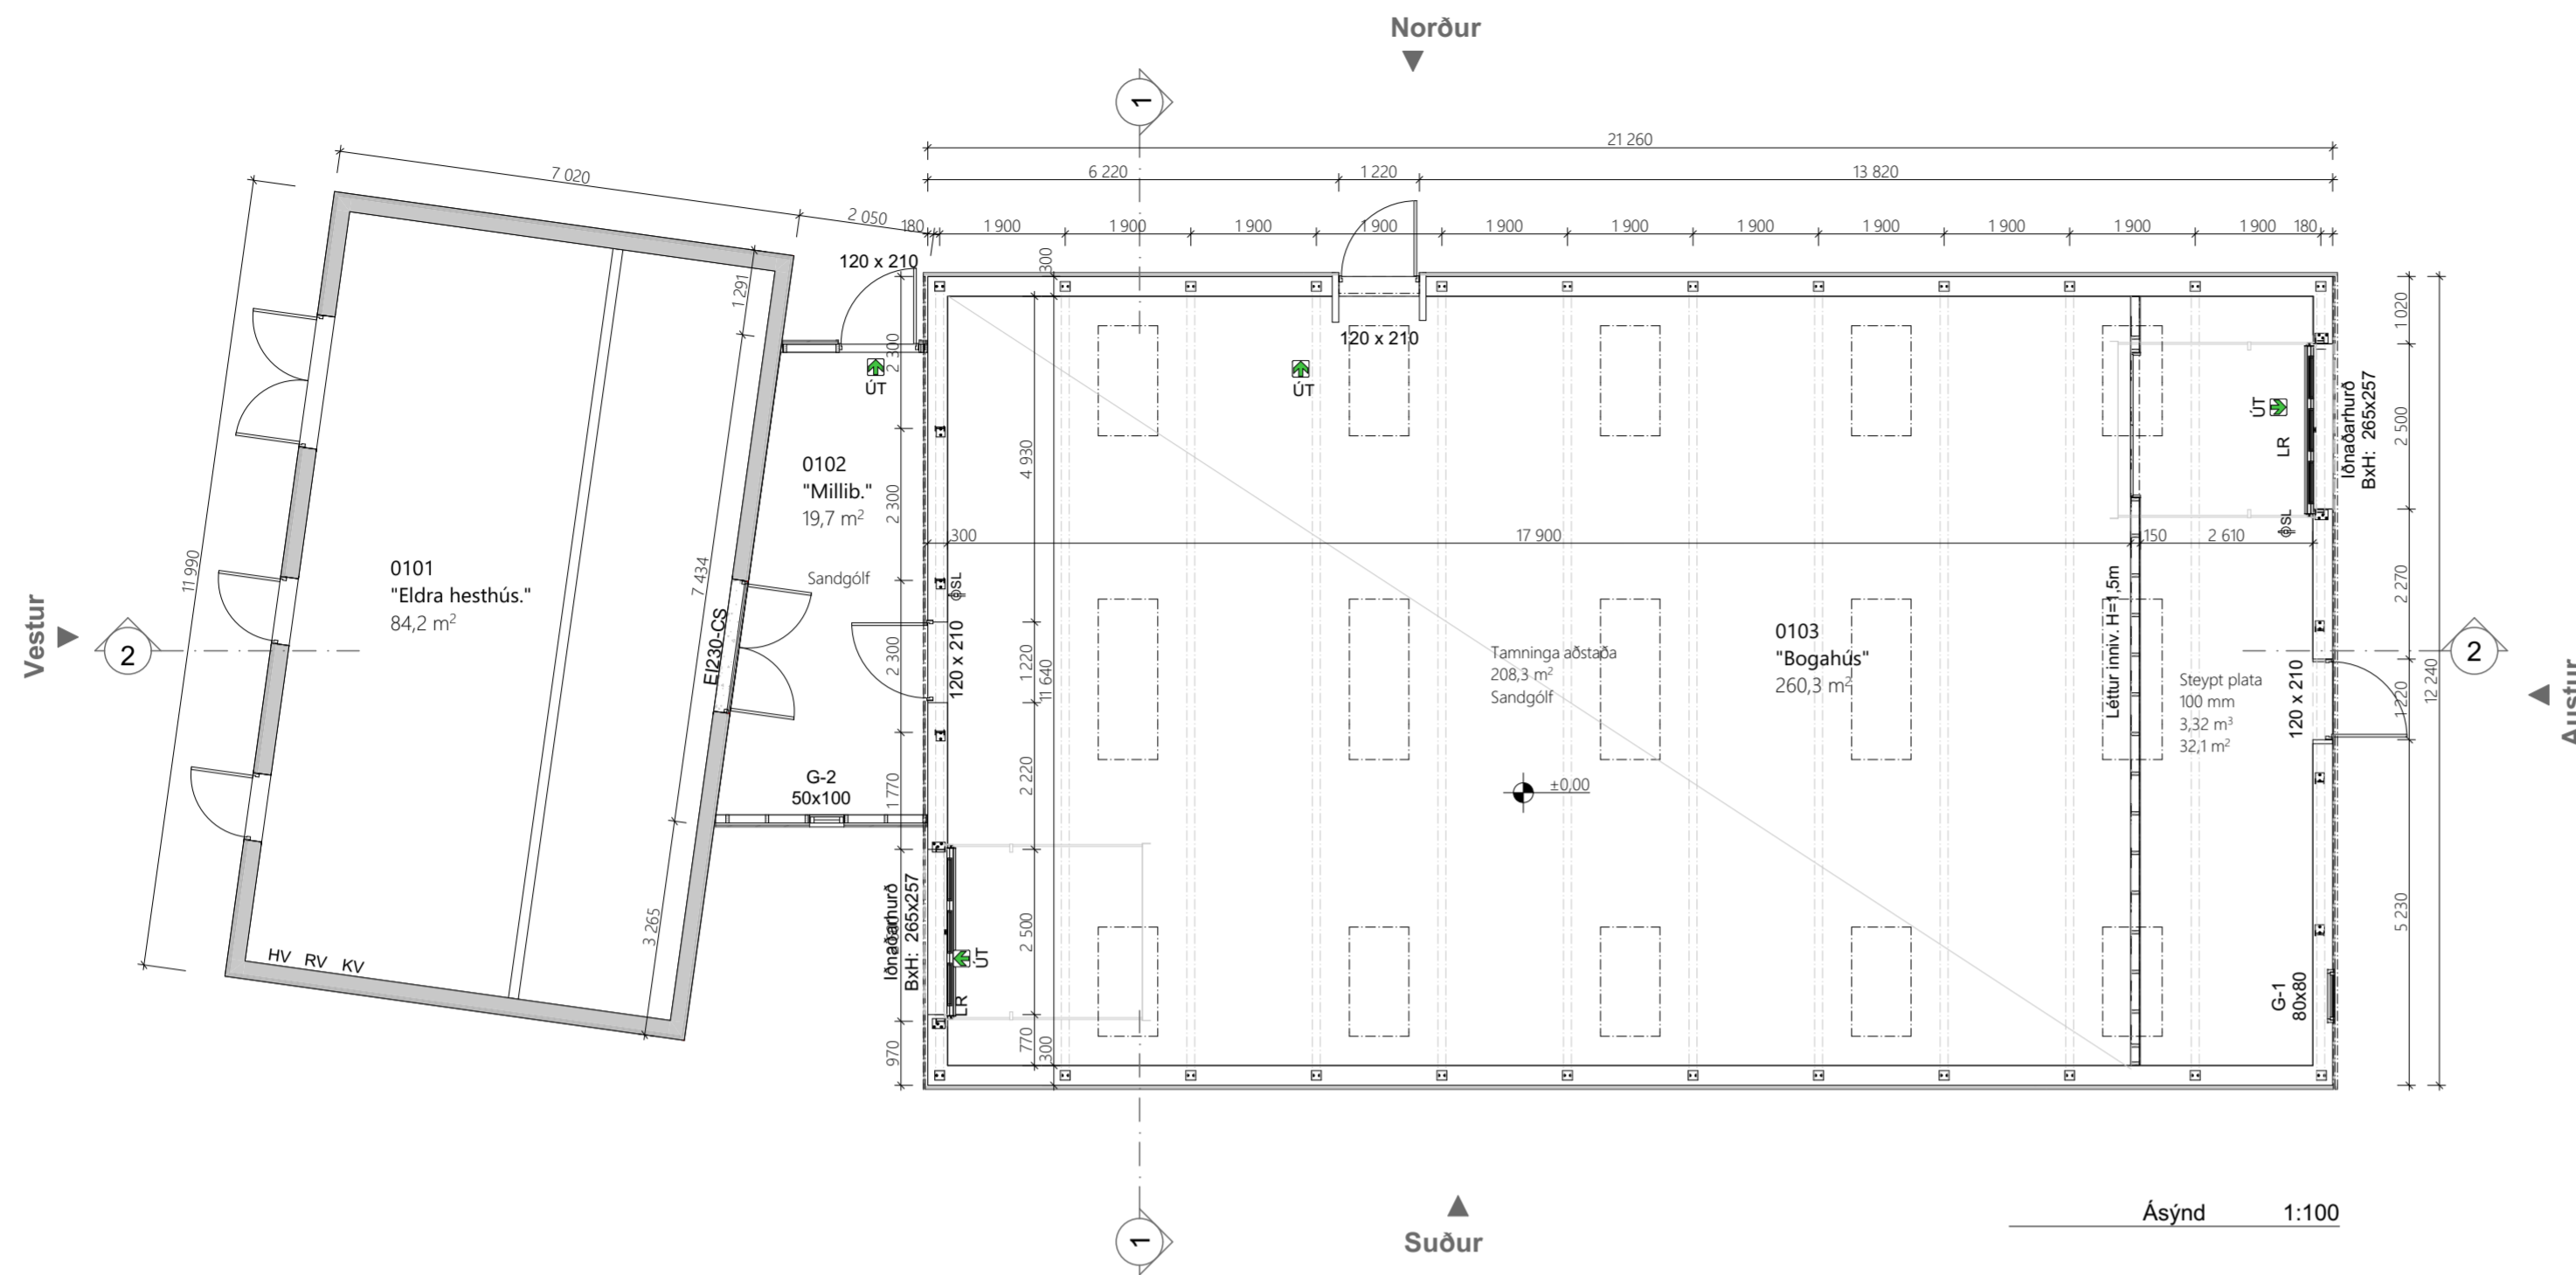 Norður
1
21 260
6 220
1 220
13 820
7 020
2 050
180
1 900
1 900
1 900
1 900
1 900
1 900
1 900
1 900
1 900
1 900
1 900
180
120 x 210
300
1 291
11 990
7 434
3 265
0101
"Eldra hesthús."
84,2 m²
HV RV KV
EI230-CS
ÚT
0102
"Millib."
19,7 m²
Sandgólf
G-2
50x100
2 300
2 300
2 300
1 770
970
Iðnaðarhurð
BxH: 265x257
ÚT
LR
SL
120 x 210
300
4 930
1 220
11 640
2 220
2 500
770
300
120 x 210
ÚT
17 900
150
2 610
Tamninga aðstaða
208,3 m²
Sandgólf
0103
"Bogahús"
260,3 m²
±0,00
Léttur inniv. H=1,5m
Steypt plata
100 mm
3,32 m³
32,1 m²
ÚT
LR
SL
Iðnaðarhurð
BxH: 265x257
120 x 210
G-1
80x80
1 020
2 500
2 270
1 220
5 230
12 240
Vestur
2
2
Austur
1
Suður
Ásýnd 1:100